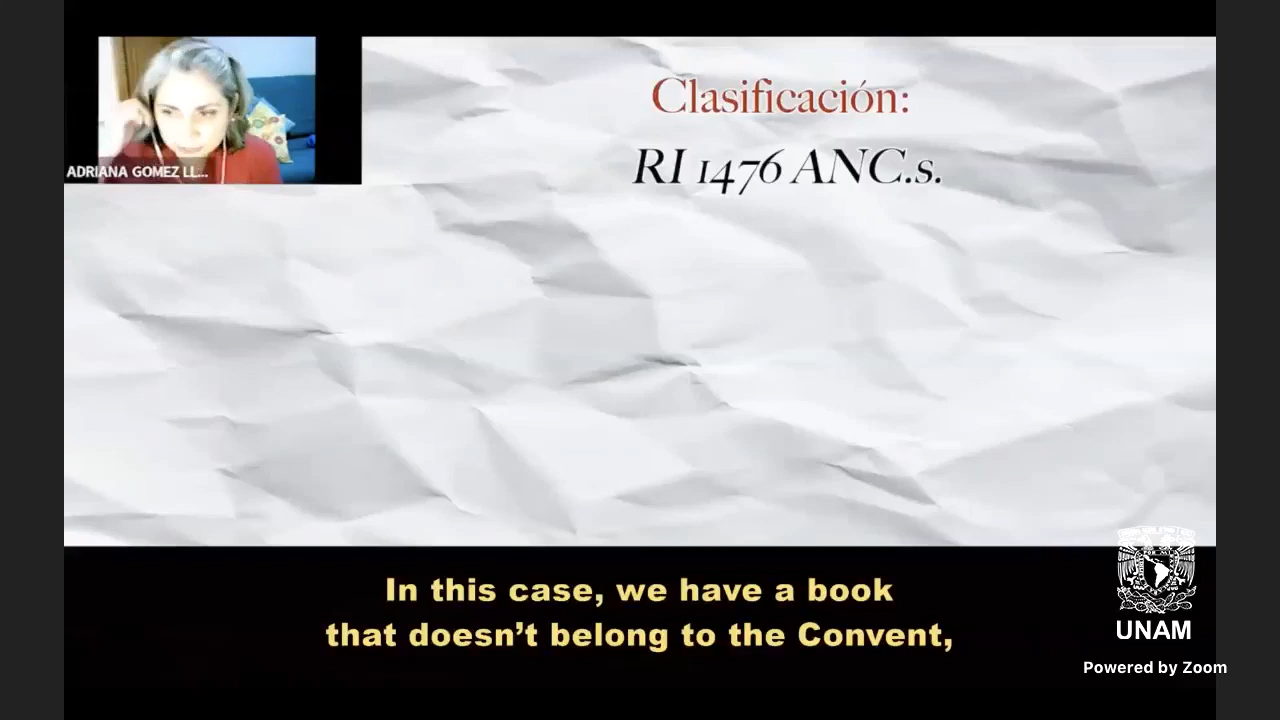 Clasificación:
RI 1476 ANC.s.
ADRIANA GOMEZ LL...
In this case, we have a book
that doesn’t belong to the Convent,
UNAM
Powered by Zoom